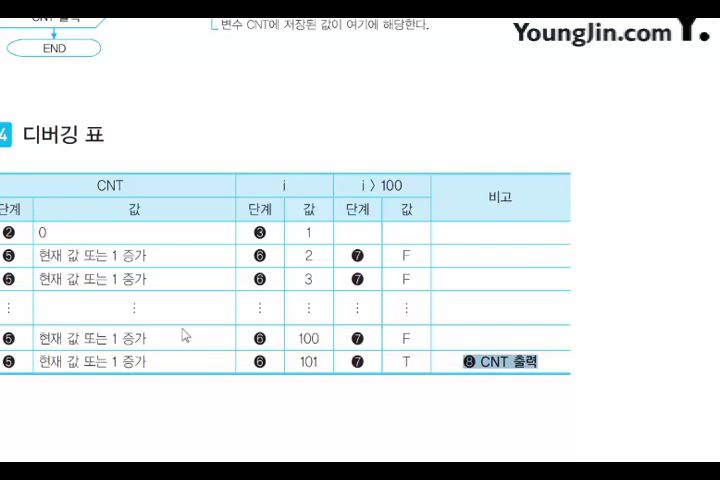 CNT 출력
변수 CNT에 저장된 값이 여기에 해당한다.
YoungJin.com Y.
END
4 디버깅 표
CNT i i > 100 비고
단계 값 단계 값 단계 값
❷ 0 ❸ 1
❺ 현재 값 또는 1 증가 ❻ 2 ❼ F
❺ 현재 값 또는 1 증가 ❻ 3 ❼ F
⋮ ⋮ ⋮ ⋮ ⋮ ⋮
❺ 현재 값 또는 1 증가 ❻ 100 ❼ F
❺ 현재 값 또는 1 증가 ❻ 101 ❼ T ❽ CNT 출력